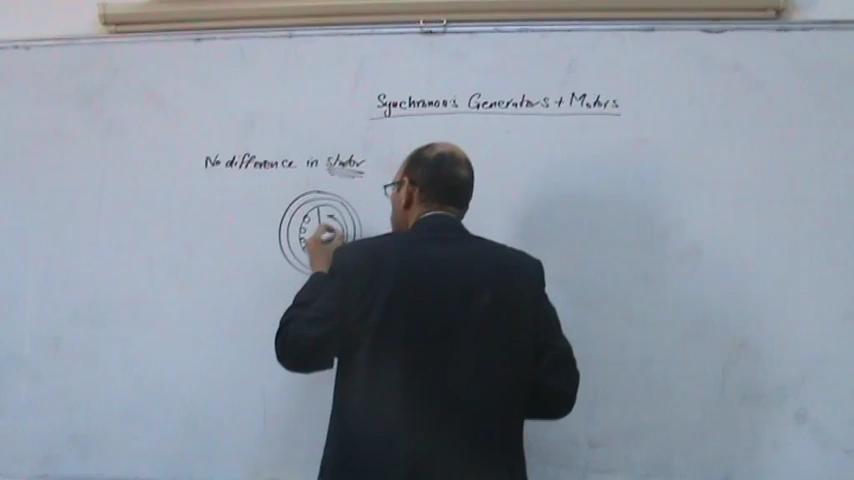 Synchronous Generators + Motors
No difference in stator